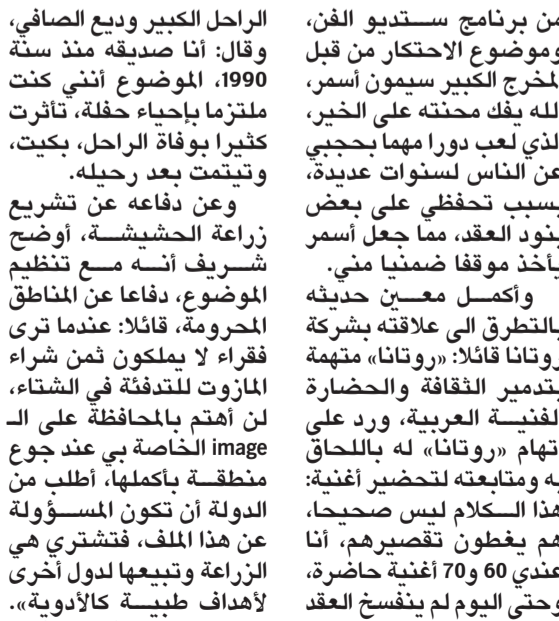 من برنامج ستديو الفن،
وموضوع الاحتكار من قبل
المخرج الكبير سيمون أسمر،
الله يفك محنته على الخير،
الذي لعب دورا مهما بحجبي
عن الناس لسنوات عديدة،
بسبب تحفظي على بعض
بنود العقد، مما جعل أسمر
يأخذ موقفا ضمنيا مني.
وأكمل معين حديثه
بالتطرق الى علاقته بشركة
روتانا قائلا: «روتانا» متهمة
بتدمير الثقافة والحضارة
الفنية العربية، ورد على
اتهام «روتانا» له باللحاق
به ومتابعته لتحضير أغنية:
هذا الكلام ليس صحيحا،
هم يغطون تقصيرهم، أنا
عندي 60 و70 أغنية حاضرة،
وحتى اليوم لم ينفسخ العقد
الراحل الكبير وديع الصافي،
وقال: أنا صديقه منذ سنة
1990، الموضوع أنني كنت
ملتزما بإحياء حفلة، تأثرت
كثيرا بوفاة الراحل، بكيت،
وتيتمت بعد رحيله.
وعن دفاعه عن تشريع
زراعة الحشيشة، أوضح
شريف أنه مع تنظيم
الموضوع، دفاعا عن المناطق
المحرومة، قائلا: عندما ترى
فقراء لا يملكون ثمن شراء
المازوت للتدفئة في الشتاء،
لن أهتم بالمحافظة على الـ
image الخاصة بي عند جوع
منطقة بأكملها، أطلب من
الدولة أن تكون المسؤولة
عن هذا الملف، فتشتري هي
الزراعة وتبيعها لدول أخرى
لأهداف طبية كالأدوية».